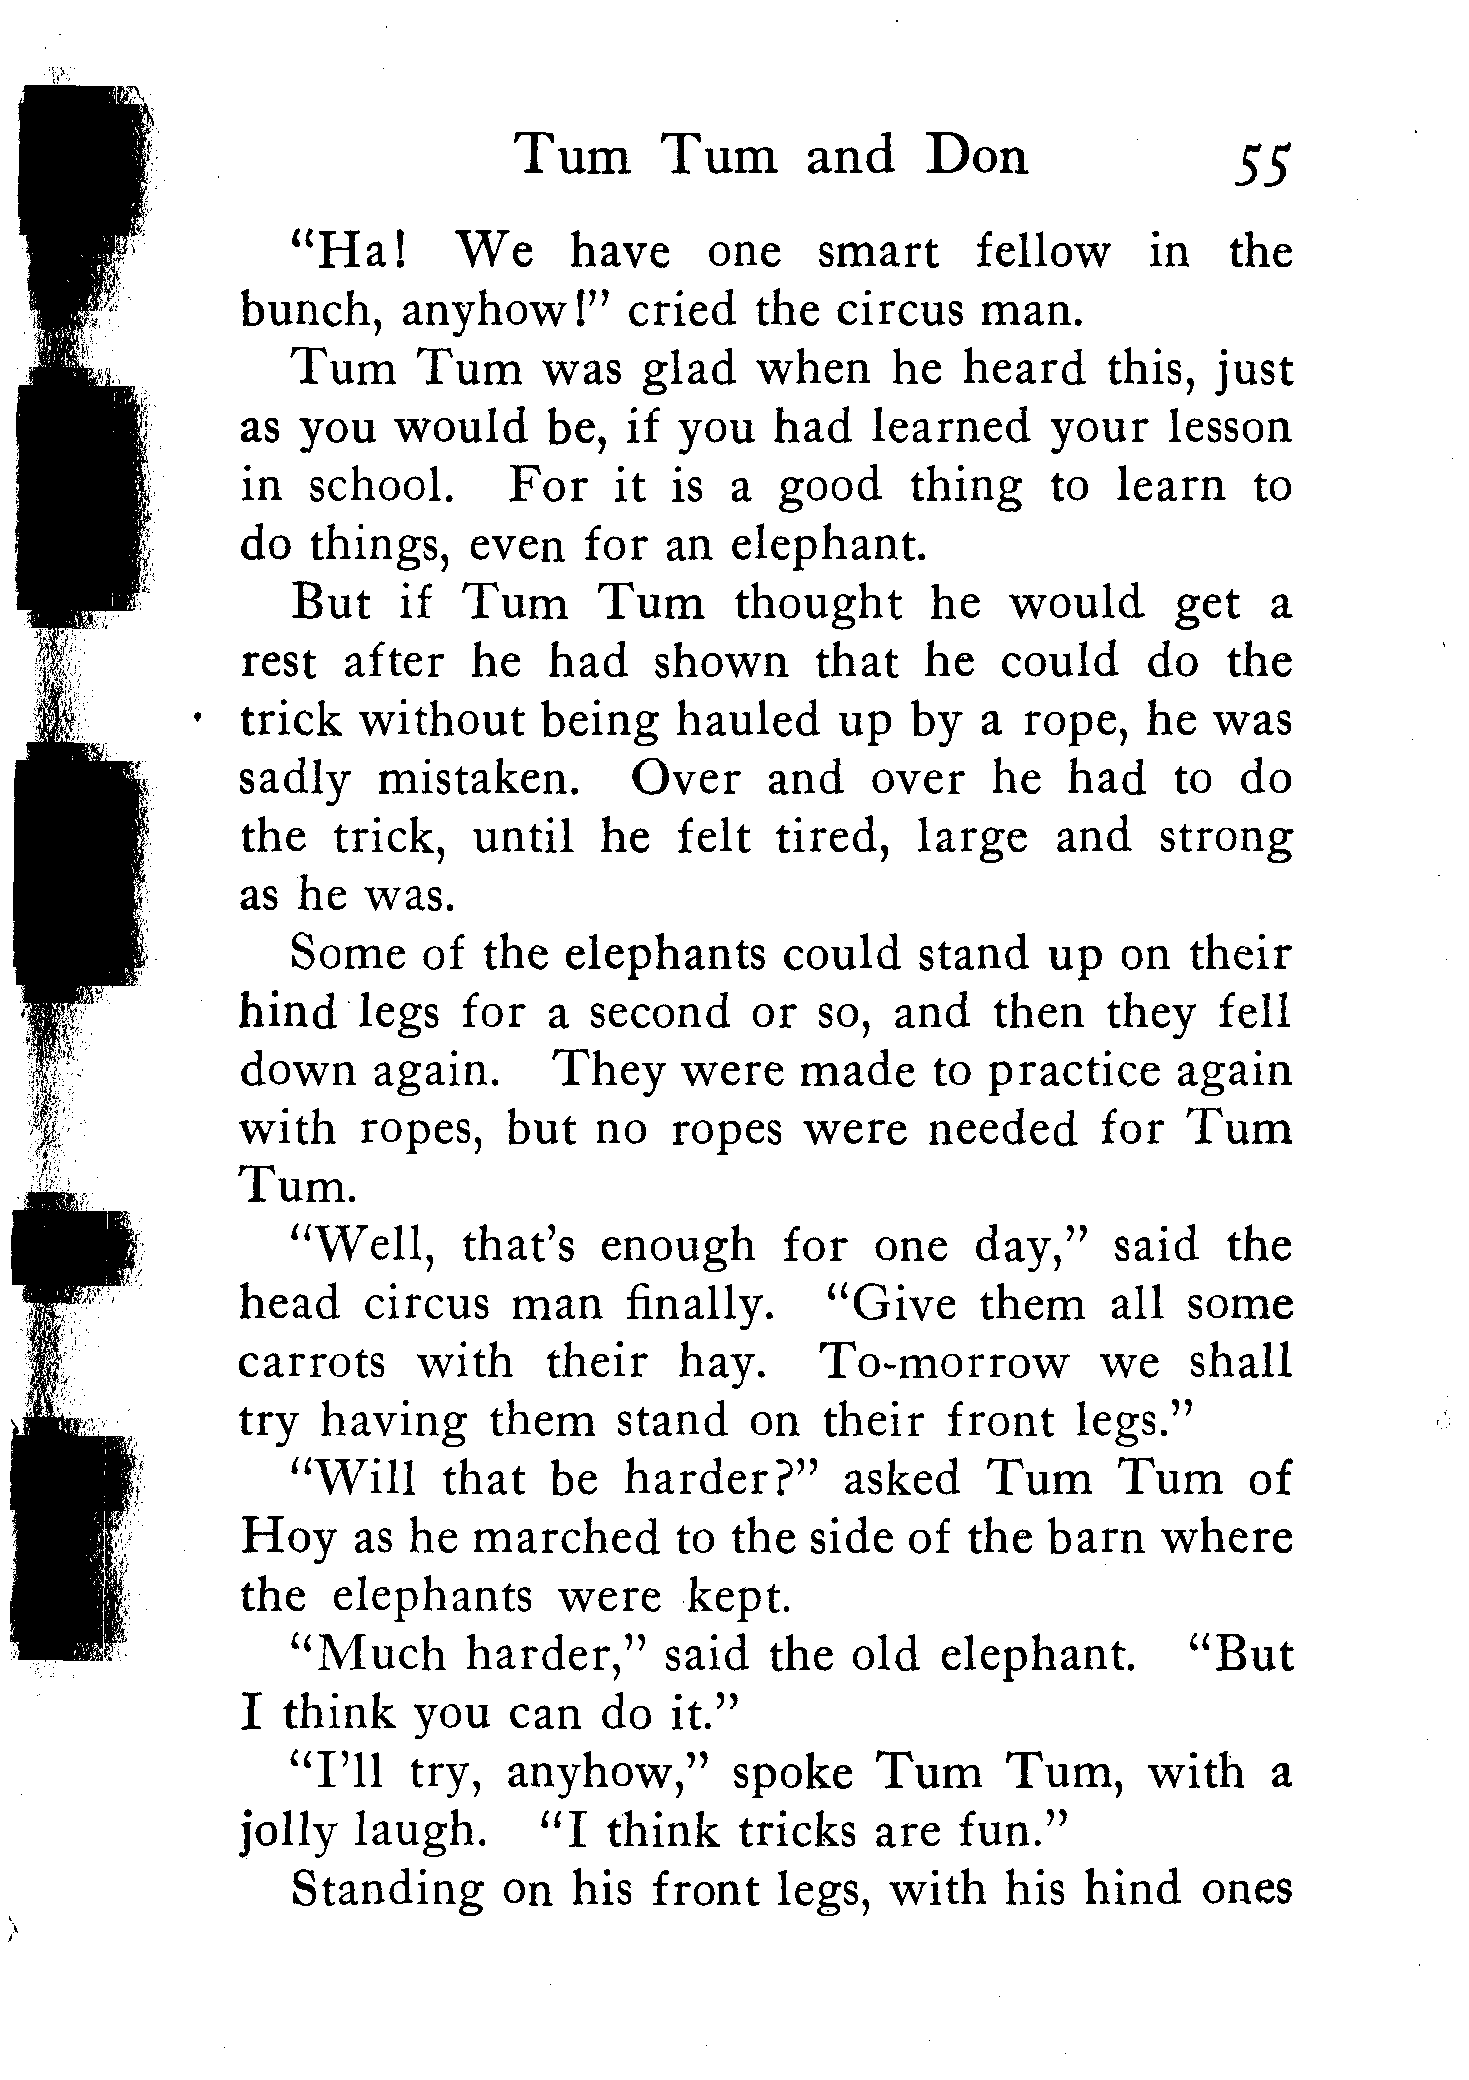 Tum Tum and Don 55
“Ha! We have one smart fellow in the
bunch, anyhow!” cried the circus man.
Tum Tum was glad when he heard this, just
as you would be, if you had learned your lesson
in school. For it is a good thing to learn to
do things, even for an elephant.
But if Tum Tum thought he would get a
rest after he had shown that he could do the
trick without being hauled up by a rope, he was
sadly mistaken. Over and over he had to do
the trick, until he felt tired, large and strong
as he was.
Some of the elephants could stand up on their
hind legs for a second or so, and then they fell
down again. They were made to practice again
with ropes, but no ropes were needed for Tum
Tum.
“Well, that’s enough for one day,” said the
head circus man finally. “Give them all some
carrots with their hay. To-morrow we shall
try having them stand on their front legs.”
“Will that be harder?” asked Tum Tum of
Hoy as he marched to the side of the barn where
the elephants were kept.
“Much harder,” said the old elephant. “But
I think you can do it.”
“I’ll try, anyhow,” spoke Tum Tum, with a
jolly laugh. “I think tricks are fun.”
Standing on his front legs, with his hind ones